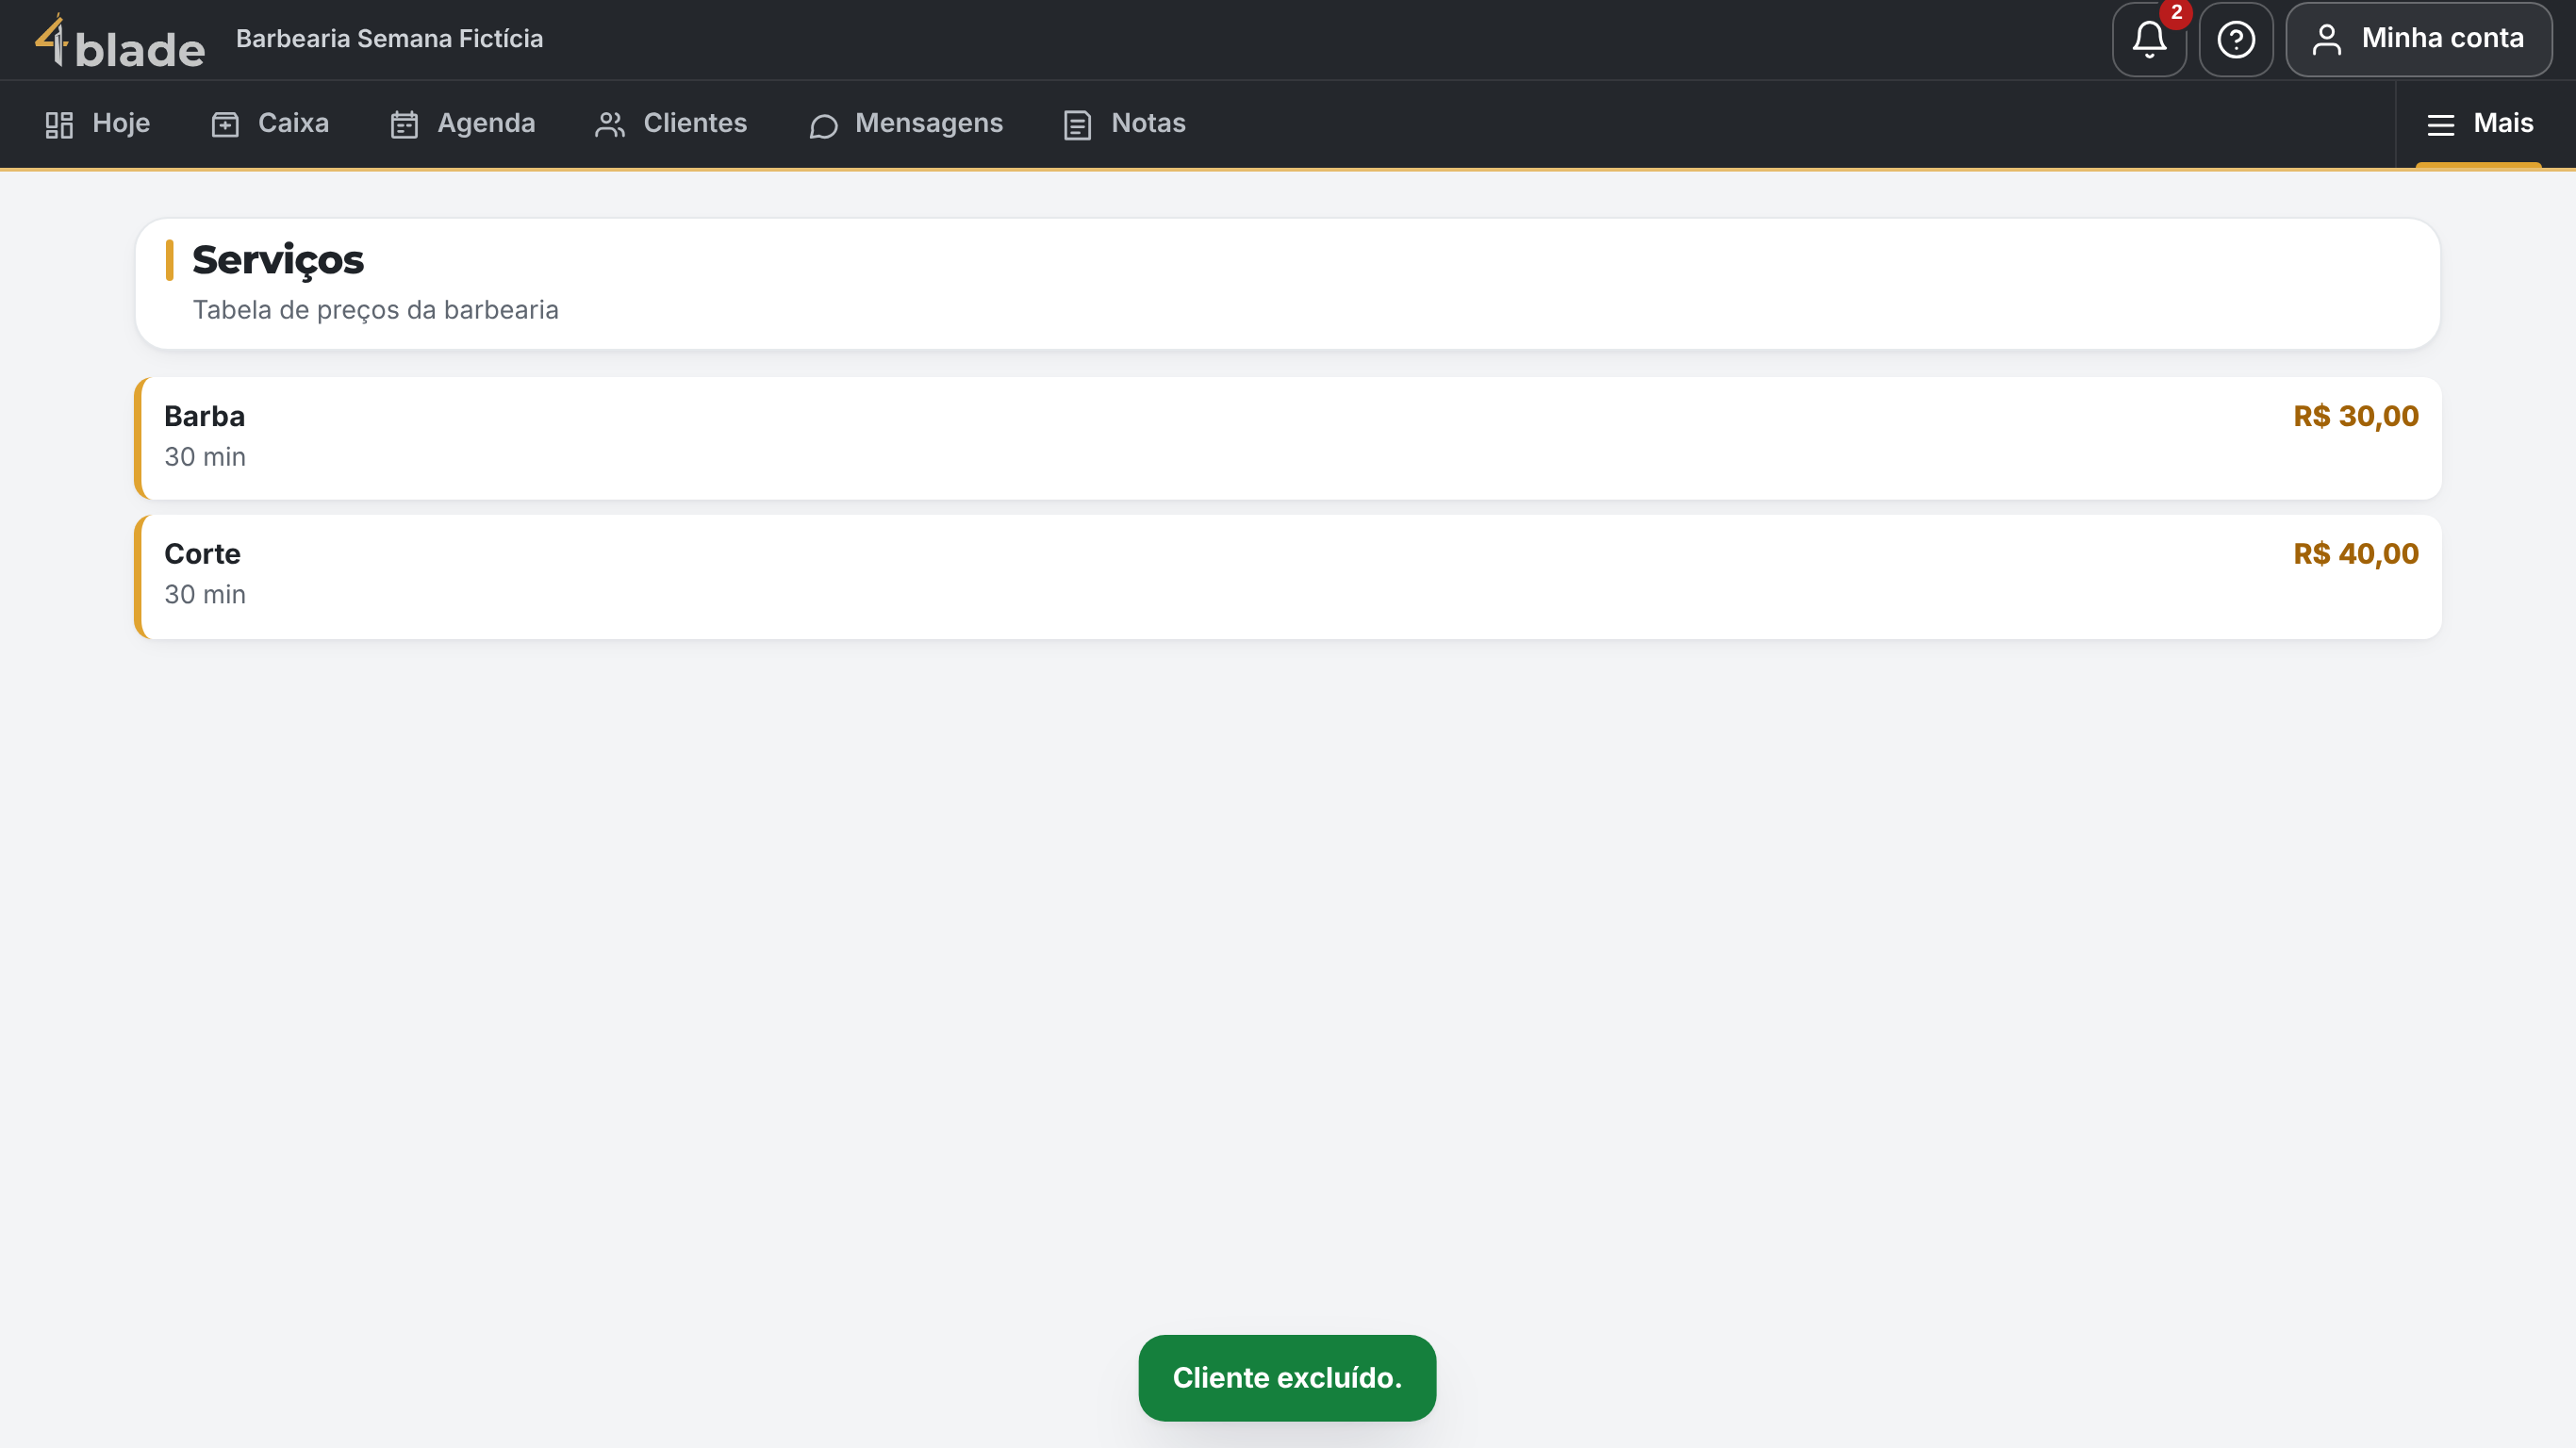 4blade
Barbearia Semana Fictícia
2
Minha conta
Hoje
Caixa
Agenda
Clientes
Mensagens
Notas
Mais
Serviços
Tabela de preços da barbearia
Barba
R$ 30,00
30 min
Corte
R$ 40,00
30 min
Cliente excluído.